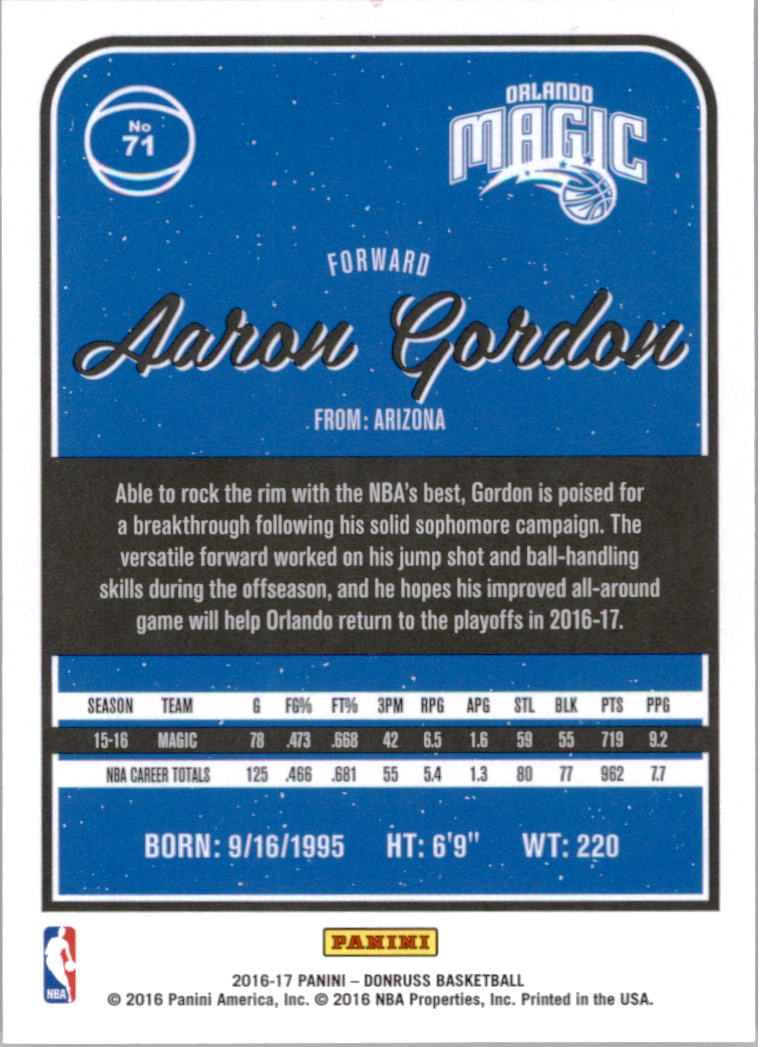 No
71
ORLANDO
MAGIC
FORWARD
Aaron Gordon
FROM: ARIZONA
Able to rock the rim with the NBA's best, Gordon is poised for
a breakthrough following his solid sophomore campaign. The
versatile forward worked on his jump shot and ball-handling
skills during the offseason, and he hopes his improved all-around
game will help Orlando return to the playoffs in 2016-17.
SEASON TEAM G FG% FT% 3PM RPG APG STL BLK PTS PPG
15-16 MAGIC 78 .473 .668 42 6.5 1.6 59 55 719 9.2
NBA CAREER TOTALS 125 .466 .681 55 5.4 1.3 80 77 962 7.7
BORN: 9/16/1995 HT: 6'9" WT: 220
NBA
PANINI
2016-17 PANINI – DONRUSS BASKETBALL
© 2016 Panini America, Inc. © 2016 NBA Properties, Inc. Printed in the USA.